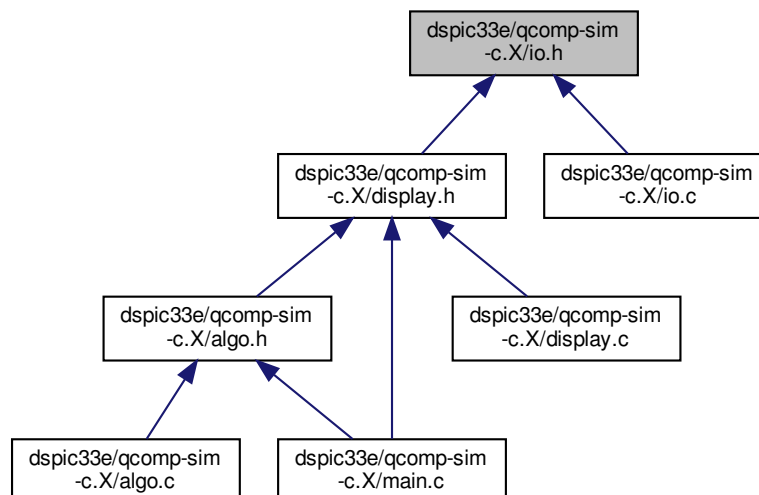 dspic33e/qcomp-sim
-c.X/io.h
dspic33e/qcomp-sim
-c.X/display.h
dspic33e/qcomp-sim
-c.X/io.c
dspic33e/qcomp-sim
-c.X/algo.h
dspic33e/qcomp-sim
-c.X/display.c
dspic33e/qcomp-sim
-c.X/algo.c
dspic33e/qcomp-sim
-c.X/main.c